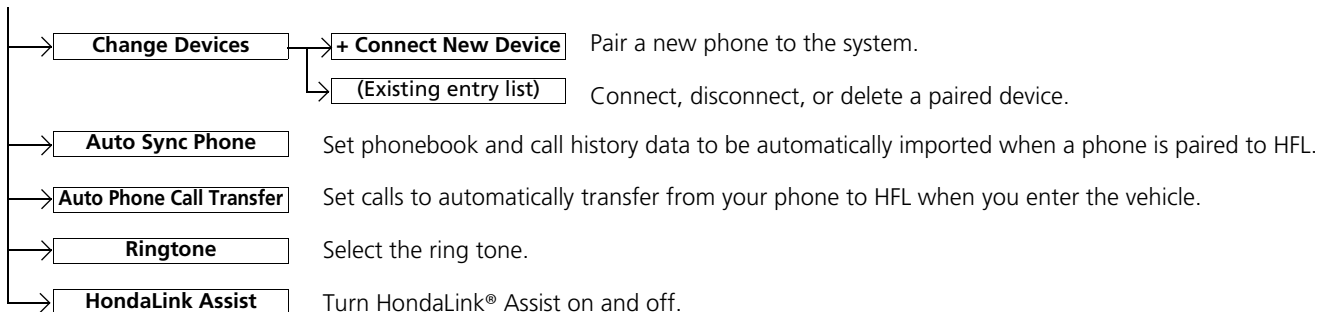 Change Devices + Connect New Device Pair a new phone to the system.
(Existing entry list) Connect, disconnect, or delete a paired device.
Auto Sync Phone Set phonebook and call history data to be automatically imported when a phone is paired to HFL.
Auto Phone Call Transfer Set calls to automatically transfer from your phone to HFL when you enter the vehicle.
Ringtone Select the ring tone.
HondaLink Assist Turn HondaLink® Assist on and off.